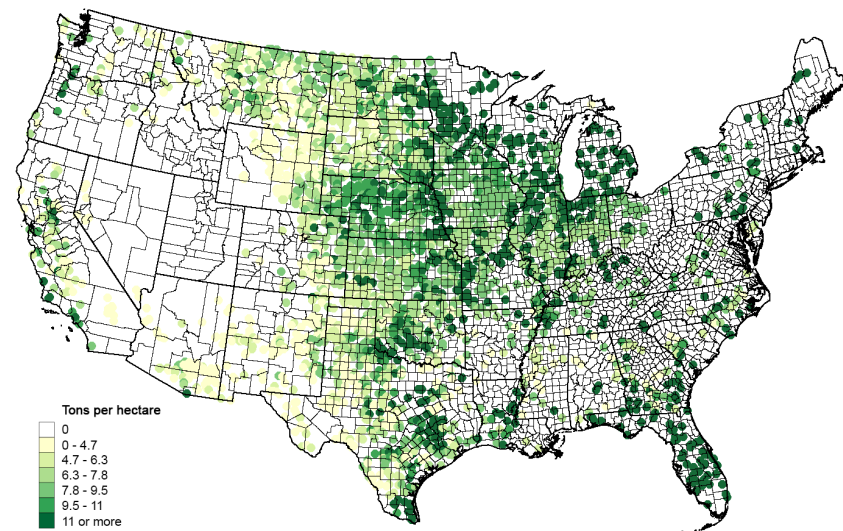 Tons per hectare
0
0 - 4.7
4.7 - 6.3
6.3 - 7.8
7.8 - 9.5
9.5 - 11
11 or more